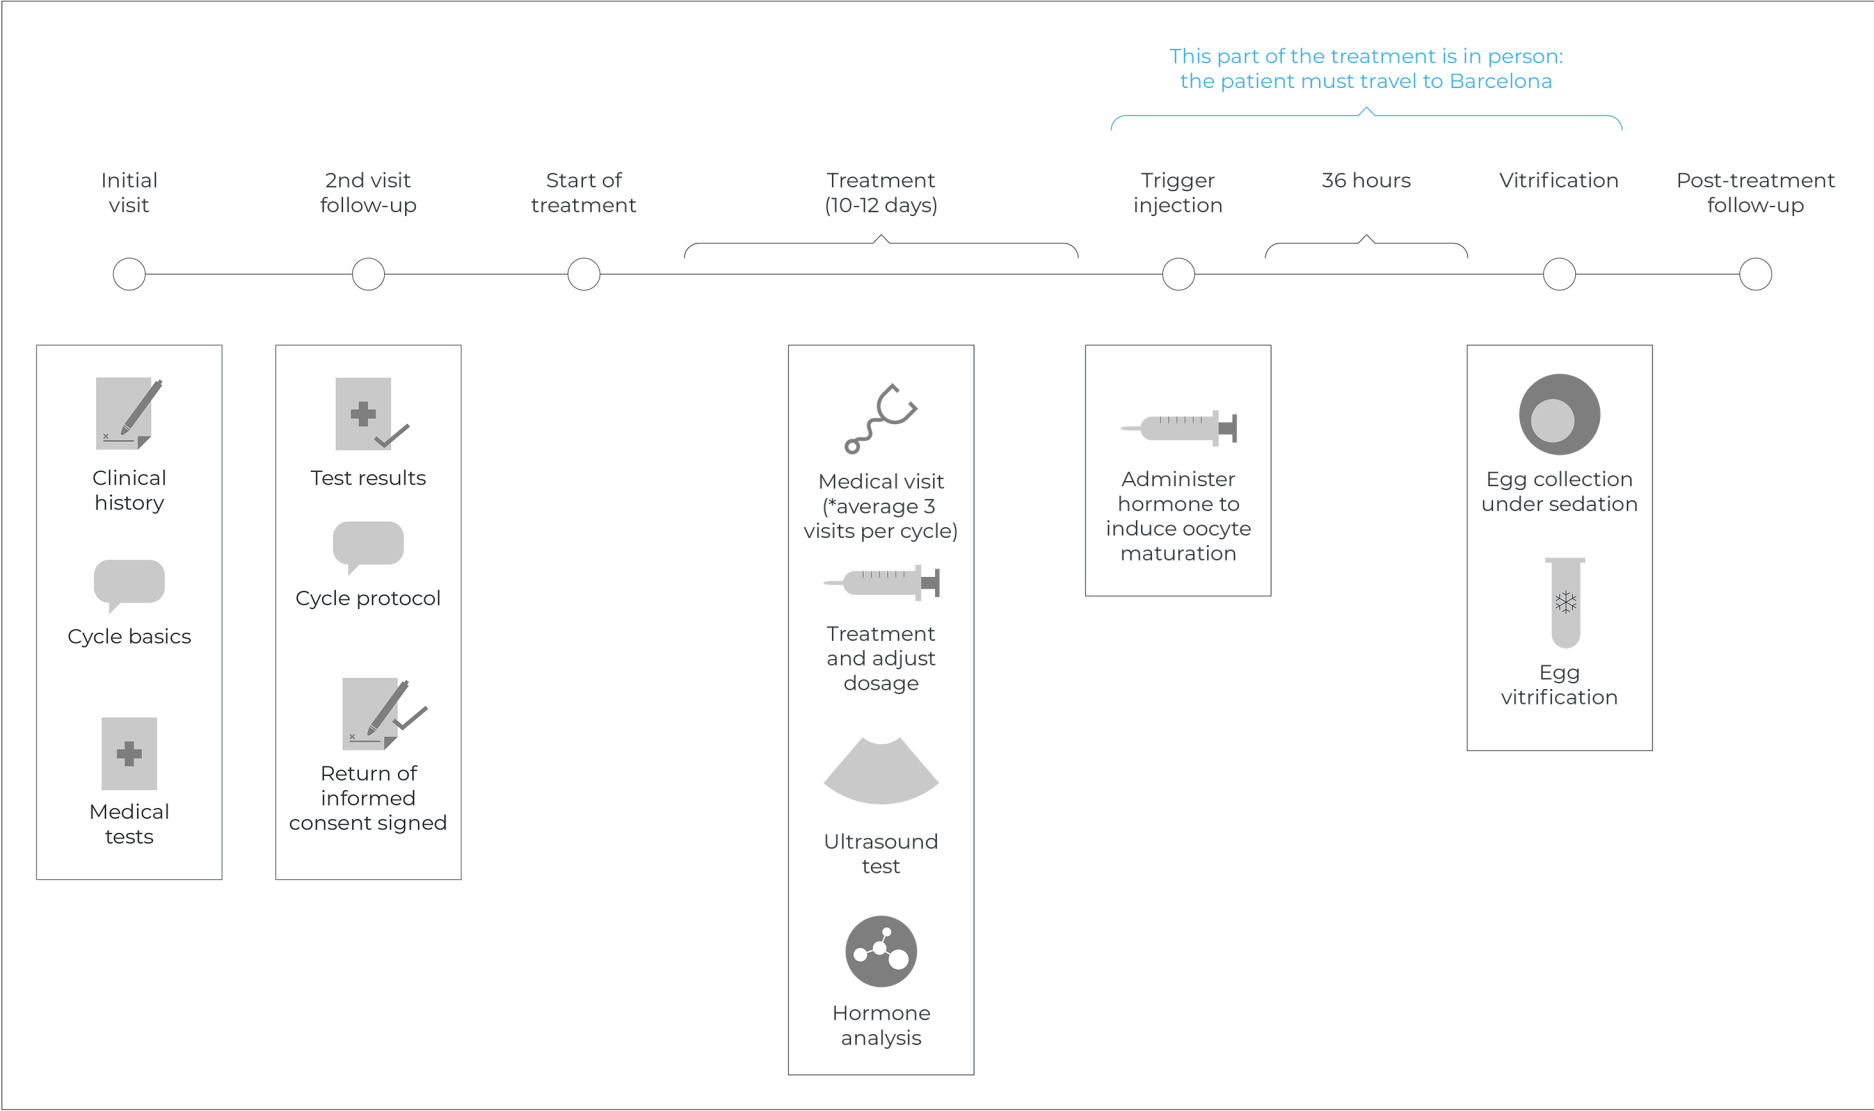 This part of the treatment is in person:
the patient must travel to Barcelona
Initial
visit
2nd visit
follow-up
Start of
treatment
Treatment
(10-12 days)
Trigger
injection
36 hours
Vitrification
Post-treatment
follow-up
Clinical
history
Cycle basics
Medical
tests
Test results
Cycle protocol
Return of
informed
consent signed
Medical visit
(*average 3
visits per cycle)
Treatment
and adjust
dosage
Ultrasound
test
Hormone
analysis
Administer
hormone to
induce oocyte
maturation
Egg collection
under sedation
Egg
vitrification